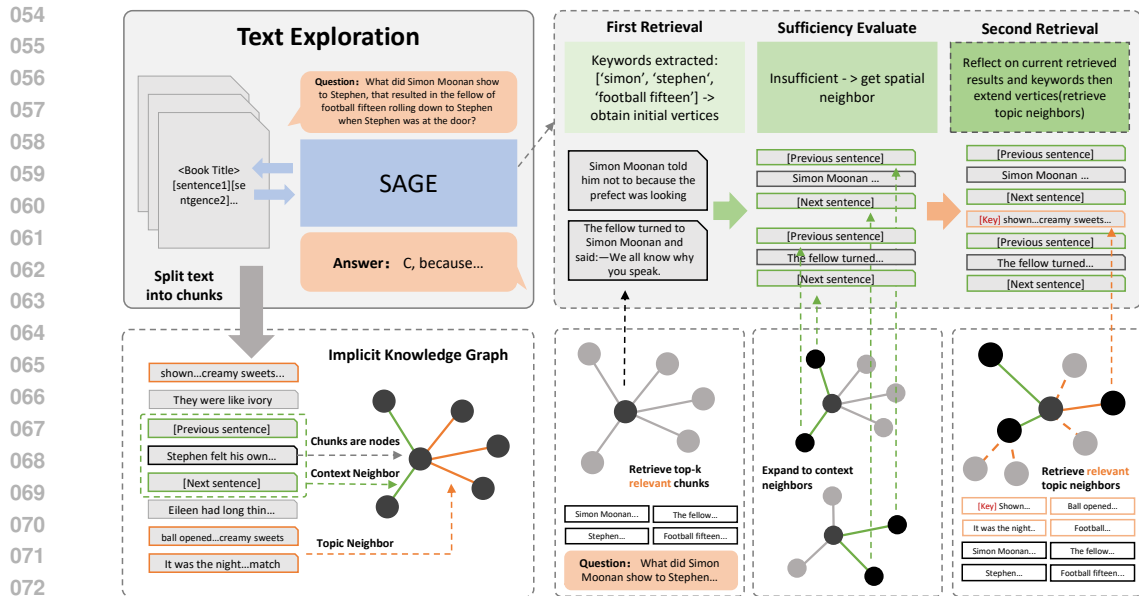 054
055
056
057
058
059
060
061
062
063
064
065
066
067
068
069
070
071
072
Text Exploration
Question: What did Simon Moonan show
to Stephen, that resulted in the fellow of
football fifteen rolling down to Stephen
when Stephen was at the door?
<Book Title>
[sentence1][se
ntgence2]...
SAGE
Answer: C, because...
Split text
into chunks
First Retrieval
Keywords extracted:
['simon', 'stephen',
'football fifteen'] ->
obtain initial vertices
Simon Moonan told
him not to because the
prefect was looking
The fellow turned to
Simon Moonan and
said:—We all know why
you speak.
Sufficiency Evaluate
Insufficient -> get spatial
neighbor
[Previous sentence]
Simon Moonan ...
[Next sentence]
[Previous sentence]
The fellow turned...
[Next sentence]
Second Retrieval
Reflect on current retrieved
results and keywords then
extend vertices(retrieve
topic neighbors)
[Previous sentence]
Simon Moonan ...
[Next sentence]
[Key] shown...creamy sweets...
[Previous sentence]
The fellow turned...
[Next sentence]
Implicit Knowledge Graph
shown...creamy sweets...
They were like ivory
[Previous sentence]
Stephen felt his own...
[Next sentence]
Eileen had long thin...
ball opened...creamy sweets
It was the night...match
Chunks are nodes
Context Neighbor
Topic Neighbor
Retrieve top-k
relevant chunks
Simon Moonan...
The fellow...
Stephen...
Football fifteen...
Question: What did Simon
Moonan show to Stephen...
Expand to context
neighbors
Retrieve relevant
topic neighbors
[Key] Shown...
Ball opened...
It was the night..
Football...
Simon Moonan...
The fellow...
Stephen...
Football fifteen...